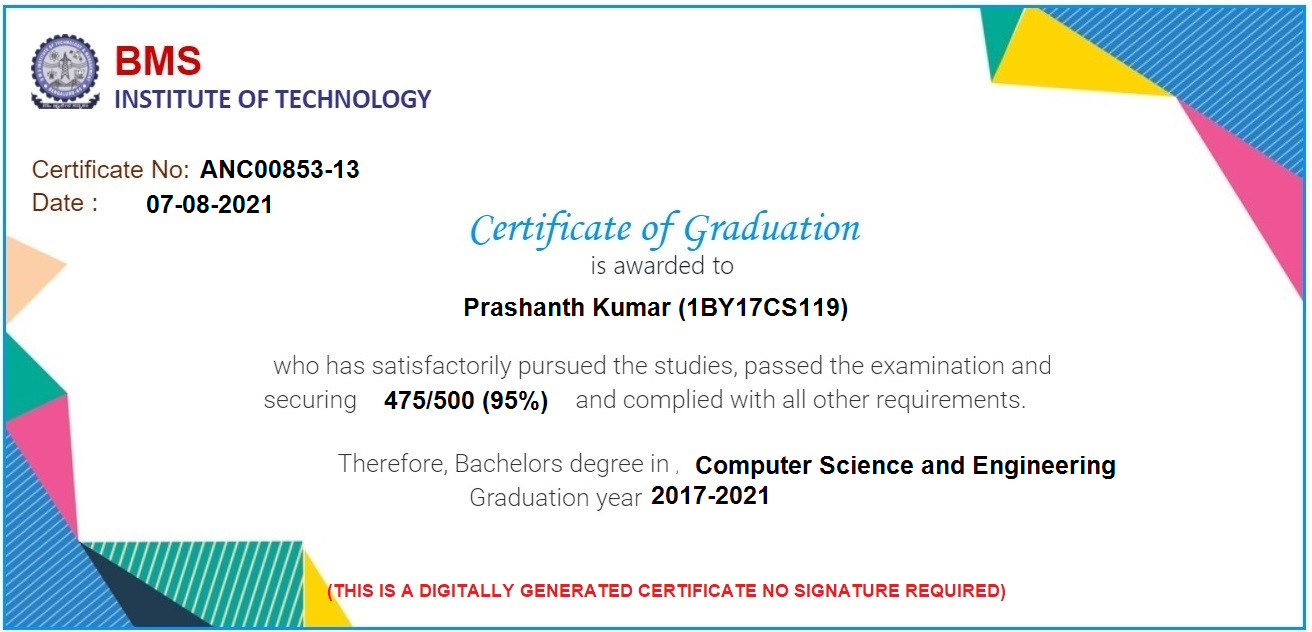 BMS
INSTITUTE OF TECHNOLOGY
Certificate No: ANC00853-13
Date : 07-08-2021
Certificate of Graduation
is awarded to
Prashanth Kumar (1BY17CS119)
who has satisfactorily pursued the studies, passed the examination and
securing 475/500 (95%) and complied with all other requirements.
Therefore, Bachelors degree in , Computer Science and Engineering
Graduation year 2017-2021
(THIS IS A DIGITALLY GENERATED CERTIFICATE NO SIGNATURE REQUIRED)